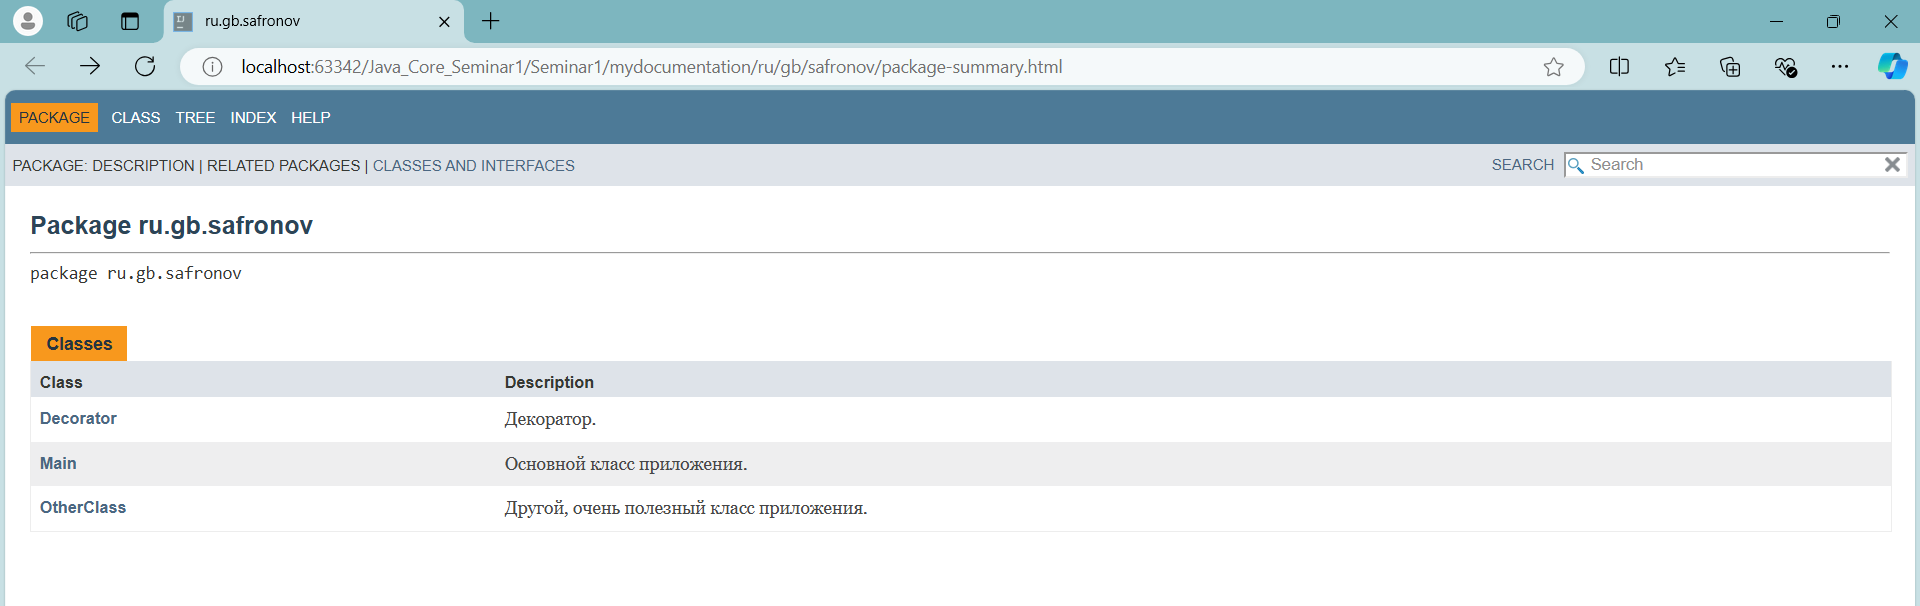 ru.gb.safronov
localhost:63342/Java_Core_Seminar1/Seminar1/mydocumentation/ru/gb/safronov/package-summary.html
PACKAGE CLASS TREE INDEX HELP
PACKAGE: DESCRIPTION | RELATED PACKAGES | CLASSES AND INTERFACES SEARCH Search
Package ru.gb.safronov
package ru.gb.safronov
Classes
Class Description
Decorator Декоратор.
Main Основной класс приложения.
OtherClass Другой, очень полезный класс приложения.